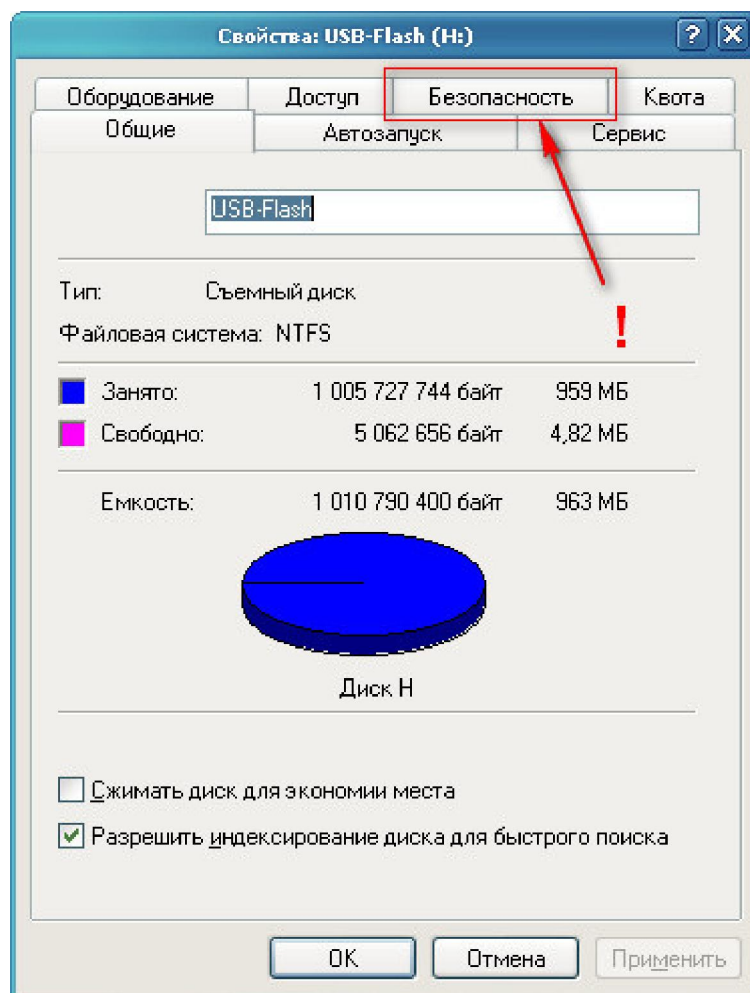 Свойства: USB-Flash (H:)
Оборудование Доступ Безопасность Квота
Общие Автозапуск Сервис
USB-Flash
Тип: Съемный диск
Файловая система: NTFS
!
Занято: 1 005 727 744 байт 959 МБ
Свободно: 5 062 656 байт 4,82 МБ
Емкость: 1 010 790 400 байт 963 МБ
Диск H
Сжимать диск для экономии места
Разрешить индексирование диска для быстрого поиска
OK Отмена Применить